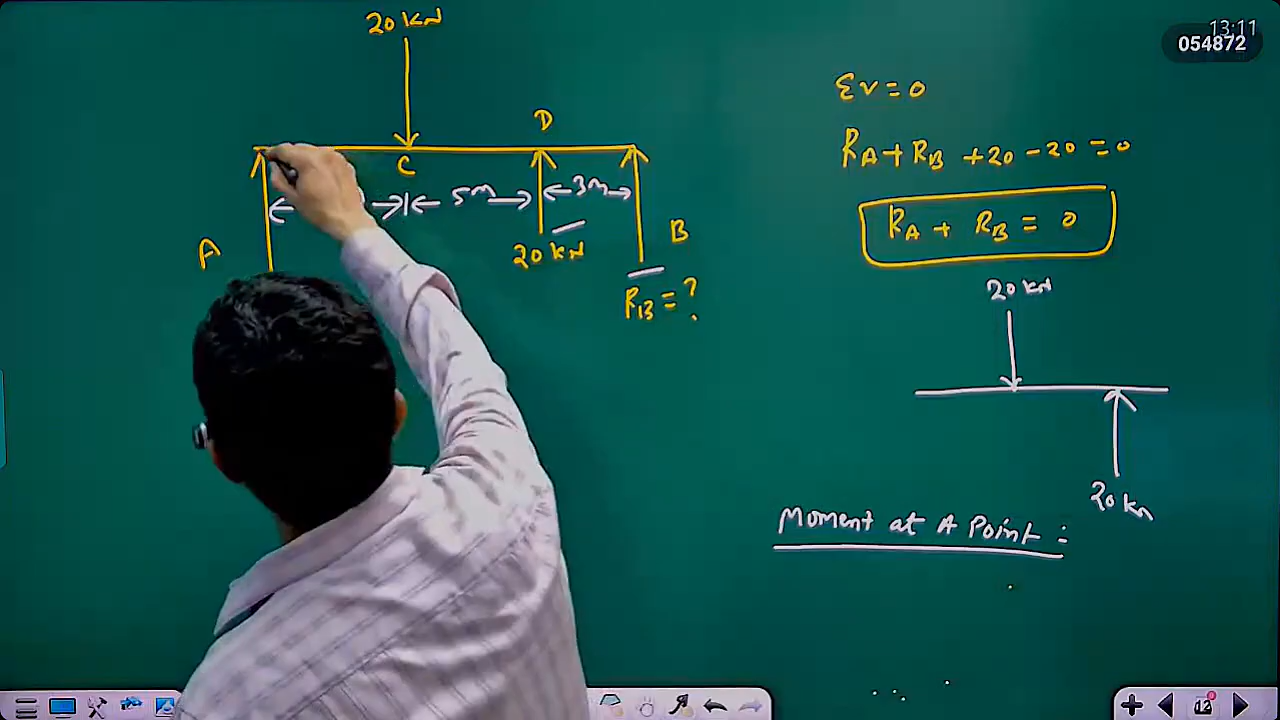 13:11
054872
20 kN
Σv = 0
D
RA + RB + 20 - 20 = 0
C
5m
3m
A
B
20 kN
RA + RB = 0
RB = ?
20 kN
20 kn
Moment at A Point :
12